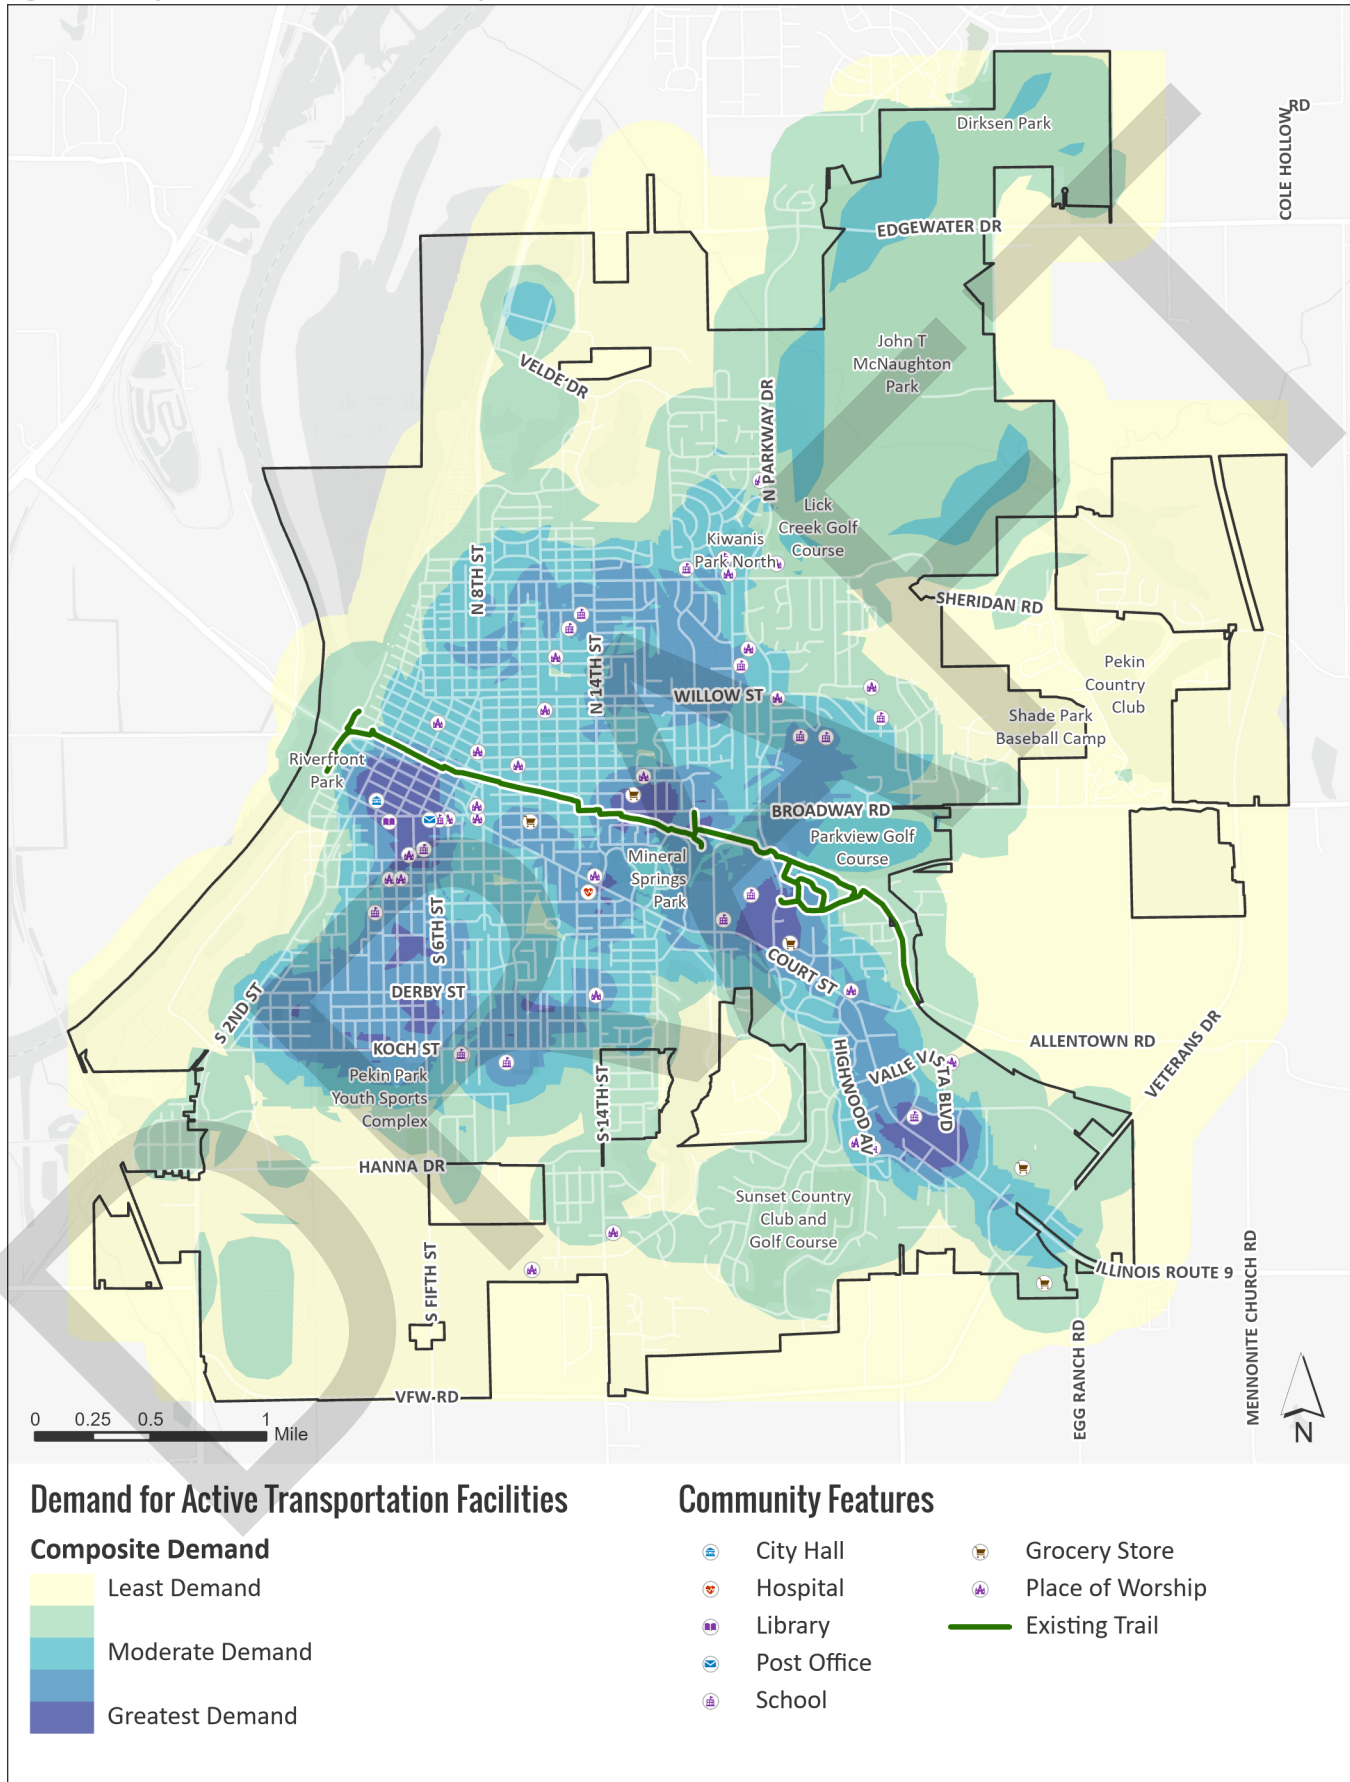 Dirksen Park
COLE HOLLOW RD
EDGEWATER DR
John T
McNaughton
Park
VELDE DR
N PARKWAY DR
Lick
Creek Golf
Course
Kiwanis
Park North
N 8TH ST
SHERIDAN RD
N 14TH ST
WILLOW ST
Pekin
Country
Club
Shade Park
Baseball Camp
Riverfront
Park
BROADWAY RD
Parkview Golf
Course
Mineral
Springs
Park
S 6TH ST
COURT ST
DERBY ST
S 2ND ST
KOCH ST
Pekin Park
Youth Sports
Complex
ALLENTOWN RD
VETERANS DR
HIGHWOOD AV
VALLE VISTA BLVD
S 14TH ST
HANNA DR
Sunset Country
Club and
Golf Course
S FIFTH ST
ILLINOIS ROUTE 9
EGG RANCH RD
MENNONITE CHURCH RD
VFW RD
0 0.25 0.5 1
Mile
N
DRAFT
Demand for Active Transportation Facilities
Composite Demand
Least Demand
Moderate Demand
Greatest Demand
Community Features
City Hall
Hospital
Library
Post Office
School
Grocery Store
Place of Worship
Existing Trail